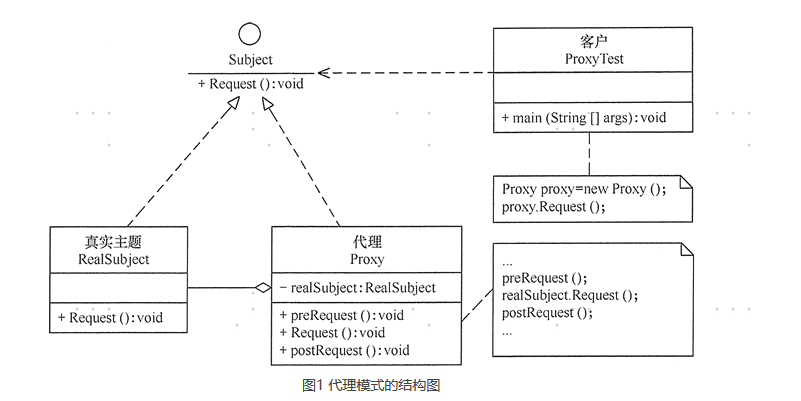 Subject
+ Request ():void
客户
ProxyTest
+ main (String [] args):void
Proxy proxy=new Proxy ();
proxy.Request ();
真实主题
RealSubject
+ Request ():void
代理
Proxy
− realSubject:RealSubject
+ preRequest ():void
+ Request ():void
+ postRequest ():void
...
preRequest ();
realSubject.Request ();
postRequest ();
...
图1 代理模式的结构图